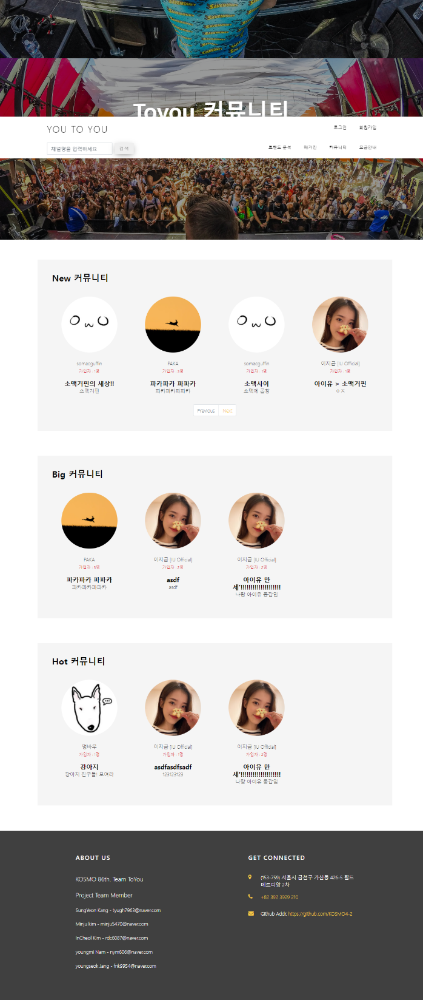 SAVEMONEY
Toyou 커뮤니티
YOU TO YOU
로그인 회원가입
채널명을 입력하세요 검색
트렌드 분석 매거진 커뮤니티 요금안내
New 커뮤니티
somacguffin PAKA somacguffin 이지금 [IU Official]
가입자 : 1명 가입자 : 3명 가입자 : 1명 가입자 : 1명
소맥거핀의 세상!! 파카파카 파파카 소맥사이 아이유 > 소맥거핀
소맥거핀 파카파카파파카 소맥에 곱창 ㅇㅈ
Previous Next
Big 커뮤니티
PAKA 이지금 [IU Official] 이지금 [IU Official]
가입자 : 3명 가입자 : 2명 가입자 : 2명
파카파카 파파카 asdf 아이유 만
파카파카파파카 asdf 세'!!!!!!!!!!!!!!!!!!!!
나랑 아이유 동갑임
Hot 커뮤니티
멍바우 이지금 [IU Official] 이지금 [IU Official]
가입자 : 1명 가입자 : 1명 가입자 : 2명
강아지 asdfasdfsadf 아이유 만
강아지 친구들! 모여라 123123123 세'!!!!!!!!!!!!!!!!!!!!
나랑 아이유 동갑임
ABOUT US
KOSMO 86th. Team ToYou
Project Team Member
SungYeon Kang - tyugh7963@naver.com
Minju kim - minju5470@naver.com
InCheol Kim - rdc6087@naver.com
youngmi Nam - nym606@naver.com
youngseok Jang - fnk9954@naver.com
GET CONNECTED
(153-759) 서울시 금천구 가산동 426-5 월드
메르디앙 2차
+82 392 3929 210
Github Addr. https://github.com/KOSMO4-2